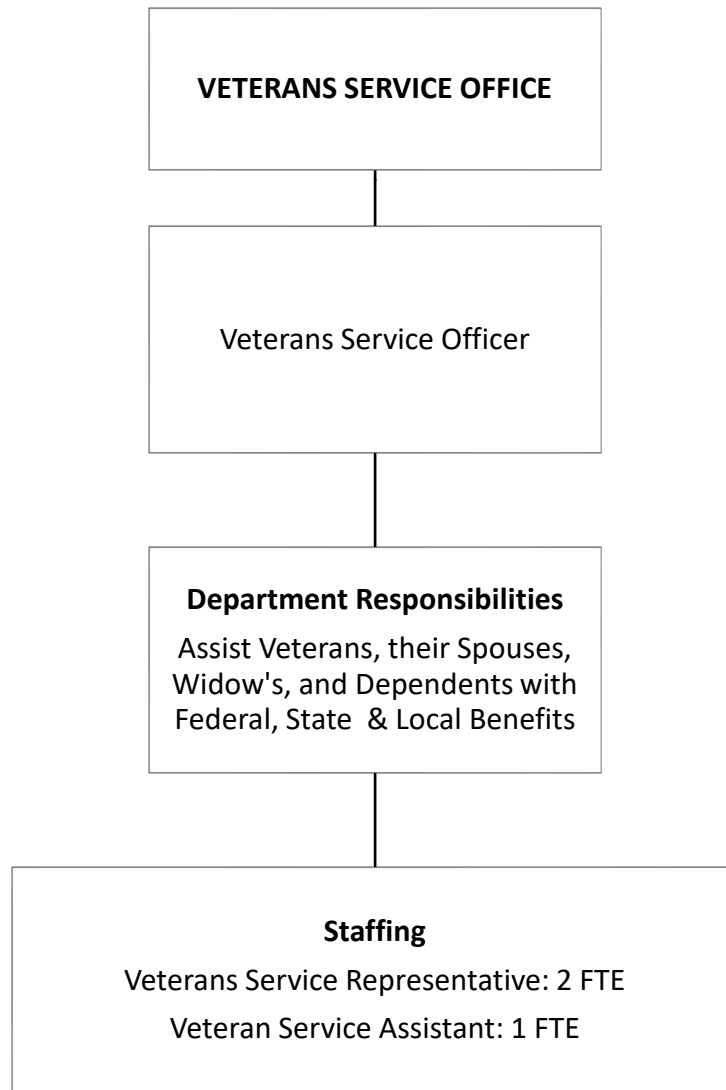 VETERANS SERVICE OFFICE
Veterans Service Officer
Department Responsibilities
Assist Veterans, their Spouses,
Widow's, and Dependents with
Federal, State  & Local Benefits
Staffing
Veterans Service Representative: 2 FTE
Veteran Service Assistant: 1 FTE